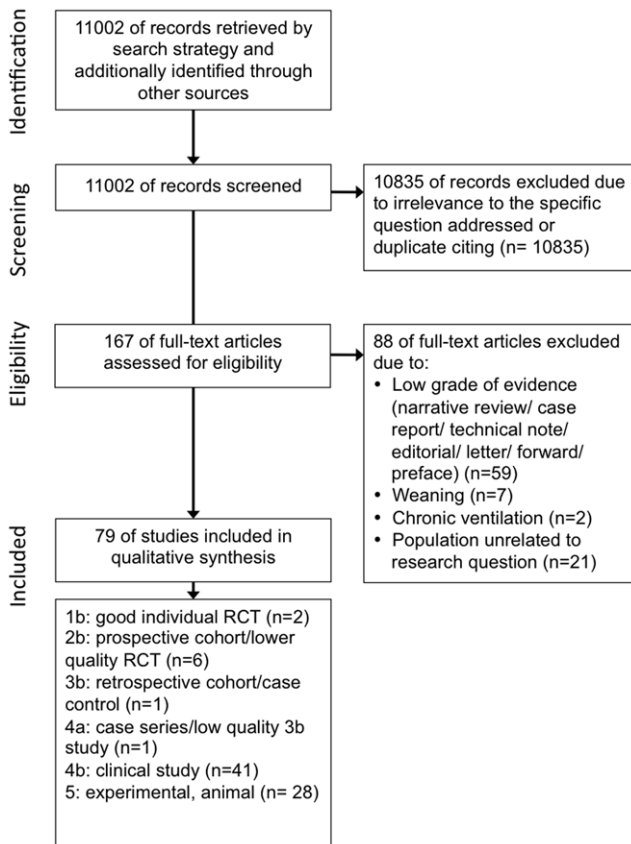 Identification
11002 of records retrieved by
search strategy and
additionally identified through
other sources
Screening
11002 of records screened
10835 of records excluded due
to irrelevance to the specific
question addressed or
duplicate citing (n= 10835)
Eligibility
167 of full-text articles
assessed for eligibility
88 of full-text articles excluded
due to:
• Low grade of evidence
(narrative review/ case
report/ technical note/
editorial/ letter/ forward/
preface) (n=59)
• Weaning (n=7)
• Chronic ventilation (n=2)
• Population unrelated to
research question (n=21)
Included
79 of studies included in
qualitative synthesis
1b: good individual RCT (n=2)
2b: prospective cohort/lower
quality RCT (n=6)
3b: retrospective cohort/case
control (n=1)
4a: case series/low quality 3b
study (n=1)
4b: clinical study (n=41)
5: experimental, animal (n= 28)